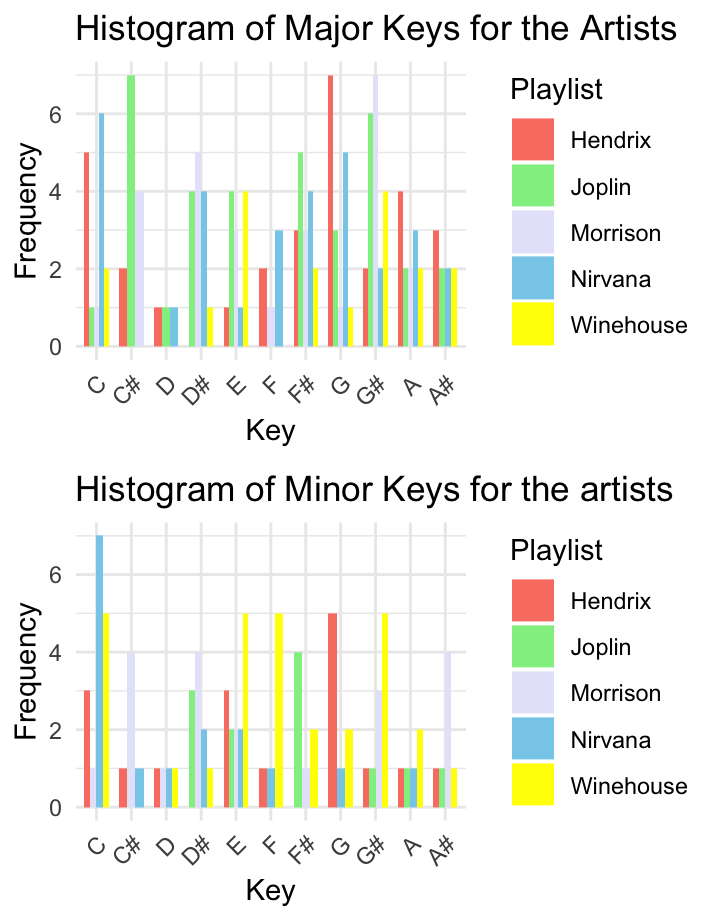 Histogram of Major Keys for the Artists
Frequency
6
4
2
0
C C# D D# E F F# G G# A A#
Key
Playlist
Hendrix
Joplin
Morrison
Nirvana
Winehouse
Histogram of Minor Keys for the artists
Frequency
6
4
2
0
C C# D D# E F F# G G# A A#
Key
Playlist
Hendrix
Joplin
Morrison
Nirvana
Winehouse